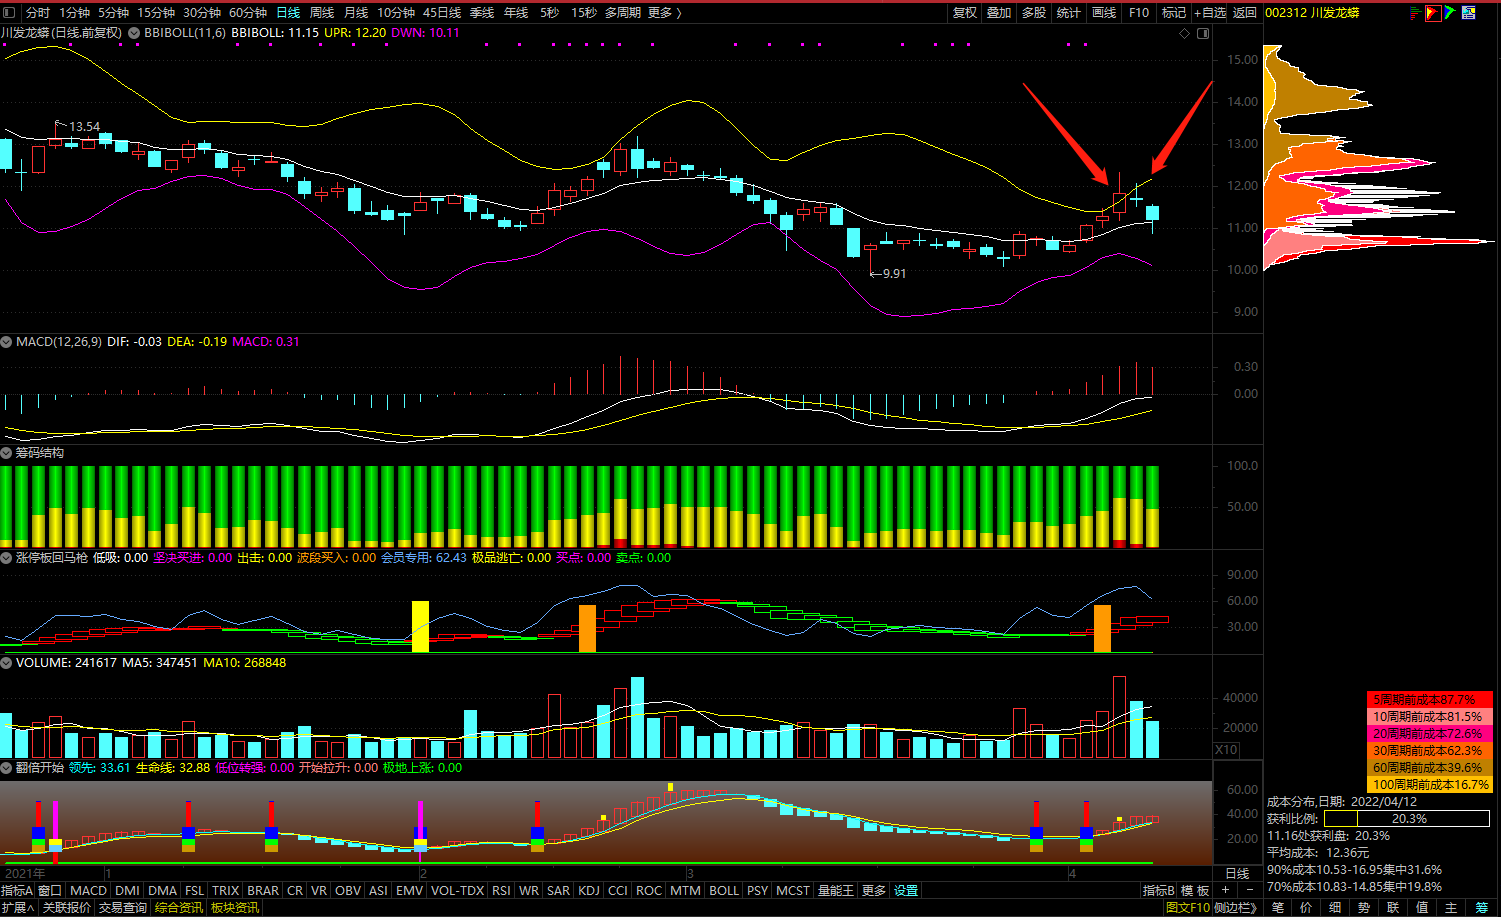 分时 1分钟 5分钟 15分钟 30分钟 60分钟 日线 周线 月线 10分钟 45日线 季线 年线 5秒 15秒 多周期 更多 〉 复权 叠加 多股 统计 画线 F10 标记 +自选 返回 002312 川发龙蟒
川发龙蟒(日线.前复权) BBIBOLL(11,6) BBIBOLL: 11.15 UPR: 12.20 DWN: 10.11
15.00
14.00
13.54
13.00
12.00
11.00
10.00
9.91
9.00
MACD(12,26,9) DIF: -0.03 DEA: -0.19 MACD: 0.31
0.30
0.00
筹码结构
100.0
50.00
涨停板回马枪 低吸: 0.00 坚决买进: 0.00 出击: 0.00 波段买入: 0.00 会员专用: 62.43 极品逃亡: 0.00 买点: 0.00 卖点: 0.00
90.00
60.00
30.00
VOLUME: 241617 MA5: 347451 MA10: 268848
40000
20000
X10
翻倍开始 领先: 33.61 生命线: 32.88 低位转强: 0.00 开始拉升: 0.00 极地上涨: 0.00
60.00
40.00
20.00
5周期前成本87.7%
10周期前成本81.5%
20周期前成本72.6%
30周期前成本62.3%
60周期前成本39.6%
100周期前成本16.7%
成本分布,日期: 2022/04/12
获利比例: 20.3%
11.16处获利盘: 20.3%
平均成本: 12.36元
90%成本10.53-16.95集中31.6%
70%成本10.83-14.85集中19.8%
2021年 1 2 3 4 日线
指标A 窗口 MACD DMI DMA FSL TRIX BRAR CR VR OBV ASI EMV VOL-TDX RSI WR SAR KDJ CCI ROC MTM BOLL PSY MCST 量能王 更多 设置 指标B 模板 + -
扩展∧ 关联报价 交易查询 综合资讯 板块资讯 图文F10 侧边栏》 笔 价 细 势 联 值 主 筹